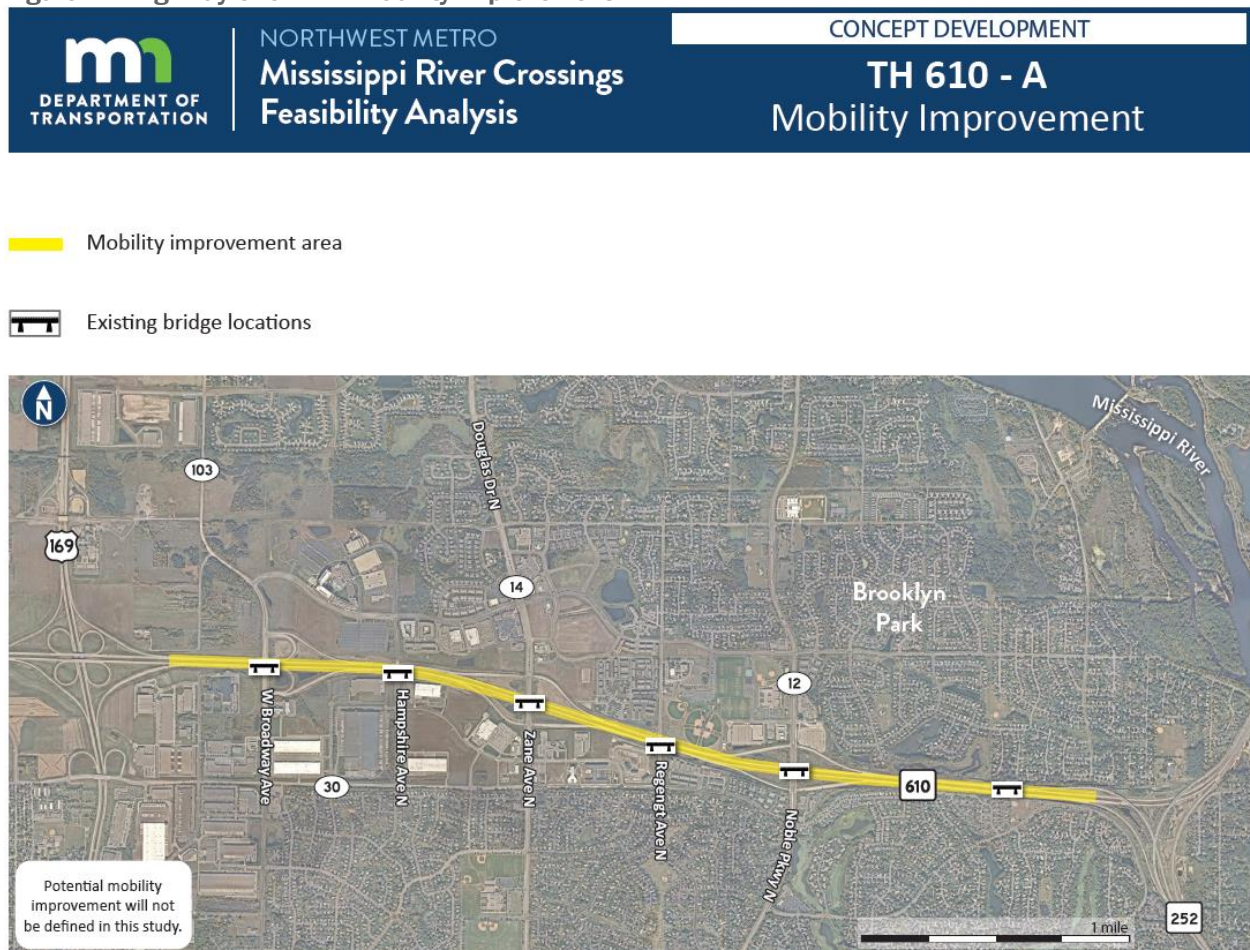 mn
DEPARTMENT OF
TRANSPORTATION
NORTHWEST METRO
Mississippi River Crossings
Feasibility Analysis
CONCEPT DEVELOPMENT
TH 610 - A
Mobility Improvement
Mobility improvement area
Existing bridge locations
N
Mississippi River
103
Douglas Dr N
169
14
Brooklyn
Park
12
W Broadway Ave
Hampshire Ave N
Zane Ave N
Regengt Ave N
Noble Pkwy N
610
30
Potential mobility
improvement will not
be defined in this study.
1 mile
252